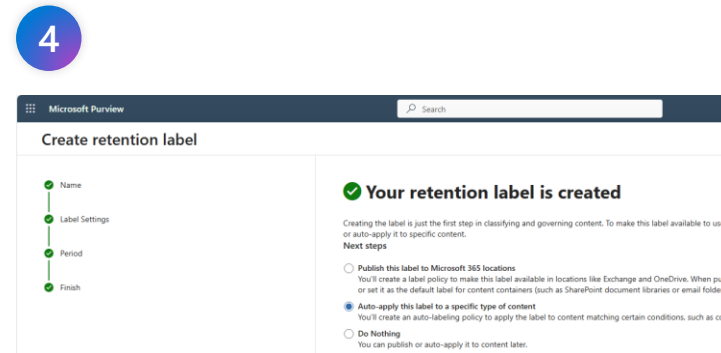 4
Microsoft Purview
Search
Create retention label
Name
Label Settings
Period
Finish
Your retention label is created
Creating the label is just the first step in classifying and governing content. To make this label available to us
or auto-apply it to specific content.
Next steps
Publish this label to Microsoft 365 locations
You'll create a label policy to make this label available in locations like Exchange and OneDrive. When pu
or set it as the default label for content containers (such as SharePoint document libraries or email folde
Auto-apply this label to a specific type of content
You'll create an auto-labeling policy to apply the label to content matching certain conditions, such as co
Do Nothing
You can publish or auto-apply it to content later.